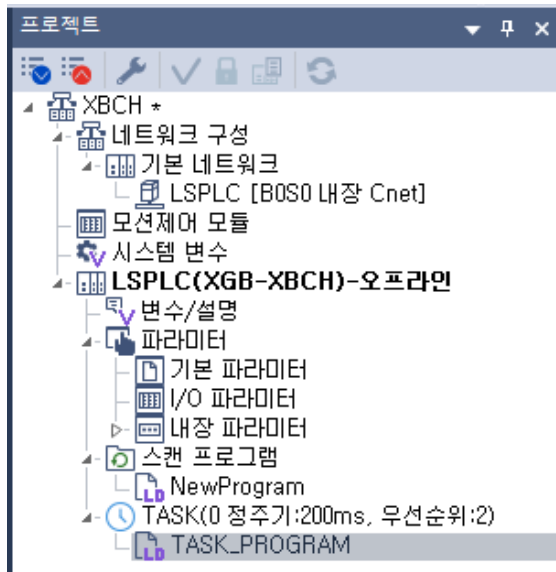 프로젝트
XBCH *
네트워크 구성
기본 네트워크
LSPLC [B0S0 내장 Cnet]
모션제어 모듈
시스템 변수
LSPLC(XGB-XBCH)-오프라인
변수/설명
파라미터
기본 파라미터
I/O 파라미터
내장 파라미터
스캔 프로그램
NewProgram
TASK(0 정주기:200ms, 우선순위:2)
TASK_PROGRAM